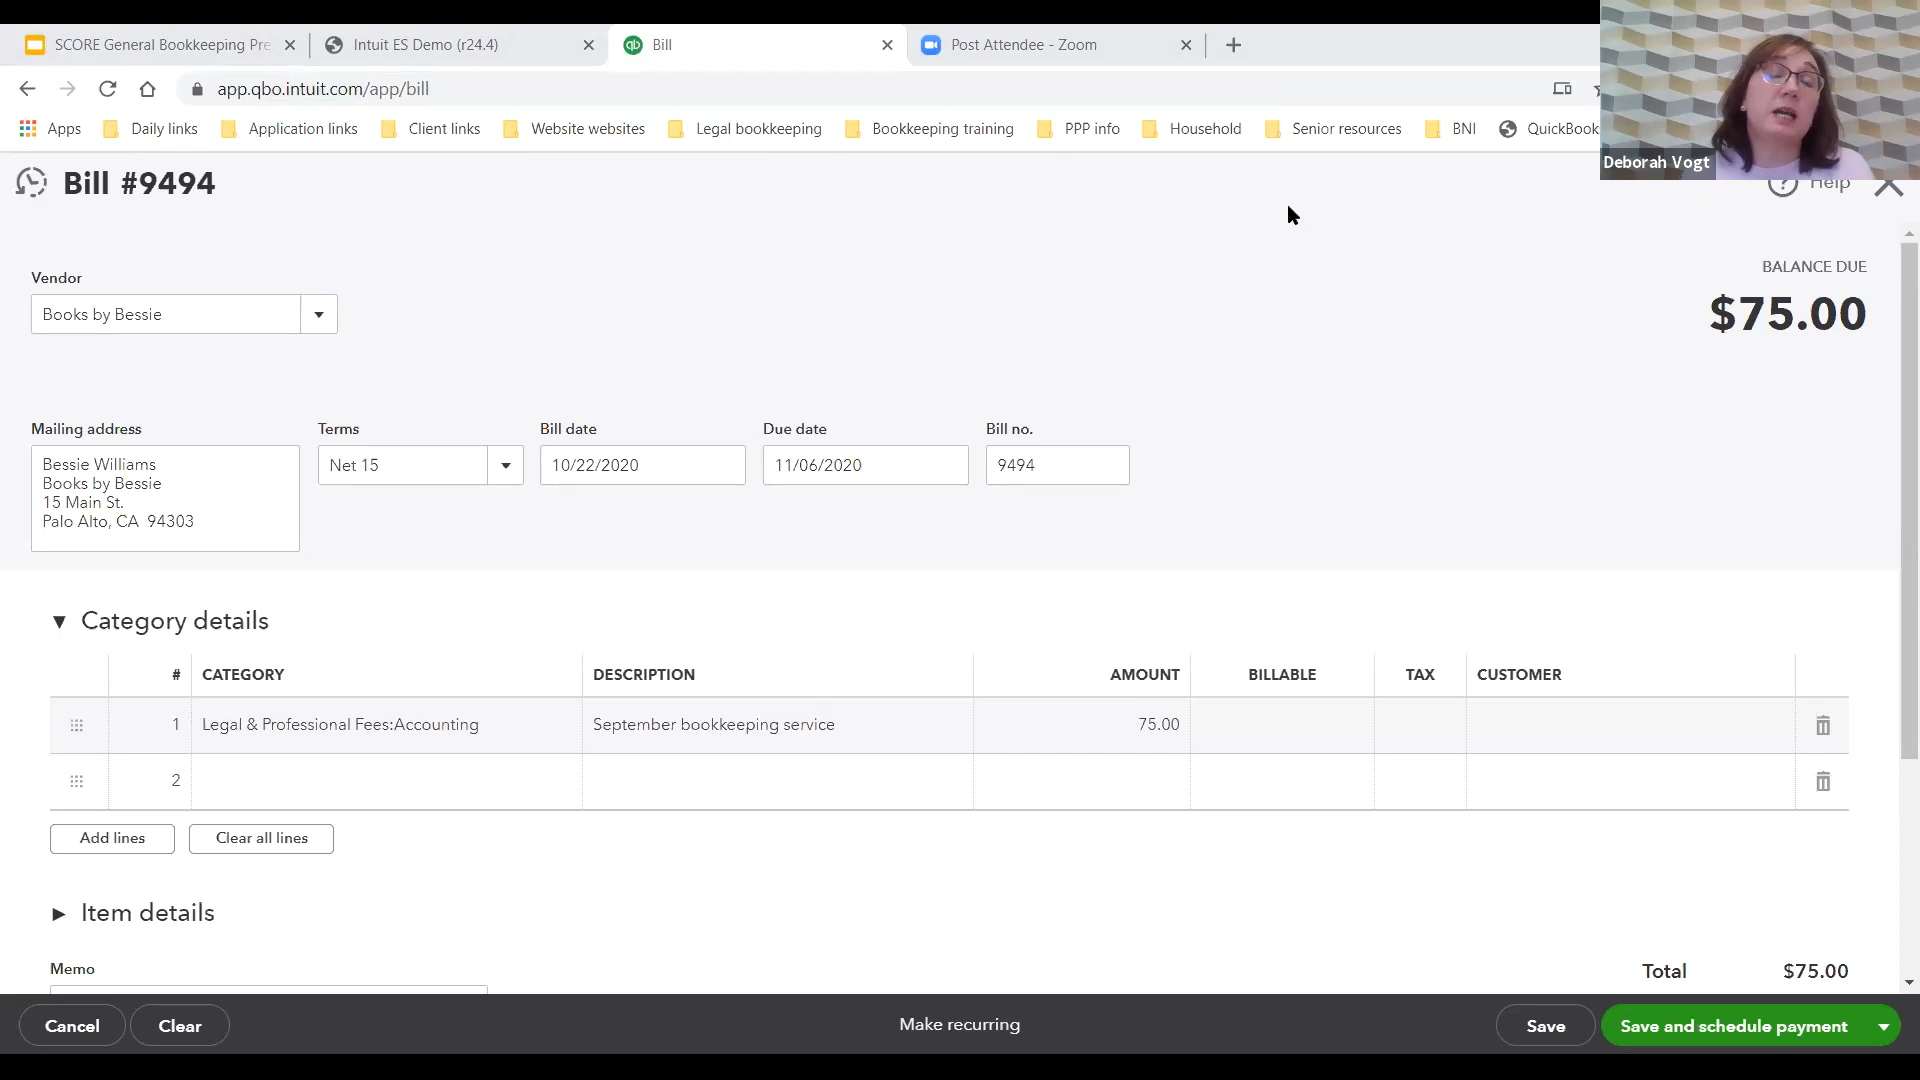 SCORE General Bookkeeping Pre
Intuit ES Demo (r24.4)
qb
Bill
Post Attendee - Zoom
app.qbo.intuit.com/app/bill
Apps
Daily links
Application links
Client links
Website websites
Legal bookkeeping
Bookkeeping training
PPP info
Household
Senior resources
BNI
QuickBook
Deborah Vogt
Bill #9494
Help
Vendor
Books by Bessie
BALANCE DUE
$75.00
Mailing address
Terms
Bill date
Due date
Bill no.
Bessie Williams
Books by Bessie
15 Main St.
Palo Alto, CA  94303
Net 15
10/22/2020
11/06/2020
9494
Category details
# CATEGORY DESCRIPTION AMOUNT BILLABLE TAX CUSTOMER
1 Legal & Professional Fees:Accounting September bookkeeping service 75.00
2
Add lines
Clear all lines
Item details
Memo
Total $75.00
Cancel
Clear
Make recurring
Save
Save and schedule payment